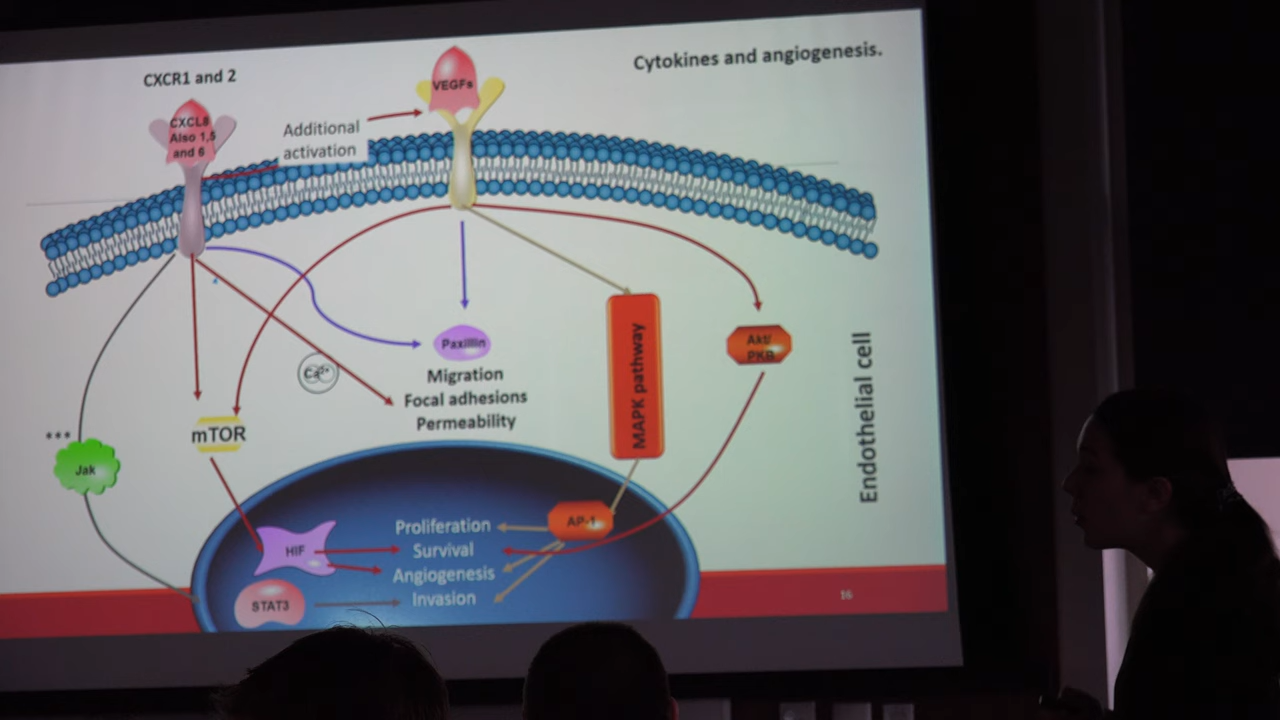 CXCR1 and 2
Cytokines and angiogenesis.
VEGFs
CXCL8
Also 1,5
and 6
Additional
activation
Paxillin
Migration
Focal adhesions
Permeability
Ca²⁺
MAPK pathway
Akt/
PKB
Endothelial cell
mTOR
***
Jak
AP-1
Proliferation
HIF
Survival
Angiogenesis
STAT3
Invasion
16